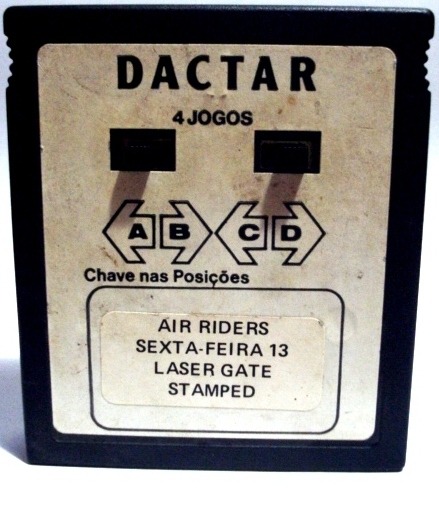 DACTAR
4 JOGOS
A B C D
Chave nas Posições
AIR RIDERS
SEXTA-FEIRA 13
LASER GATE
STAMPED